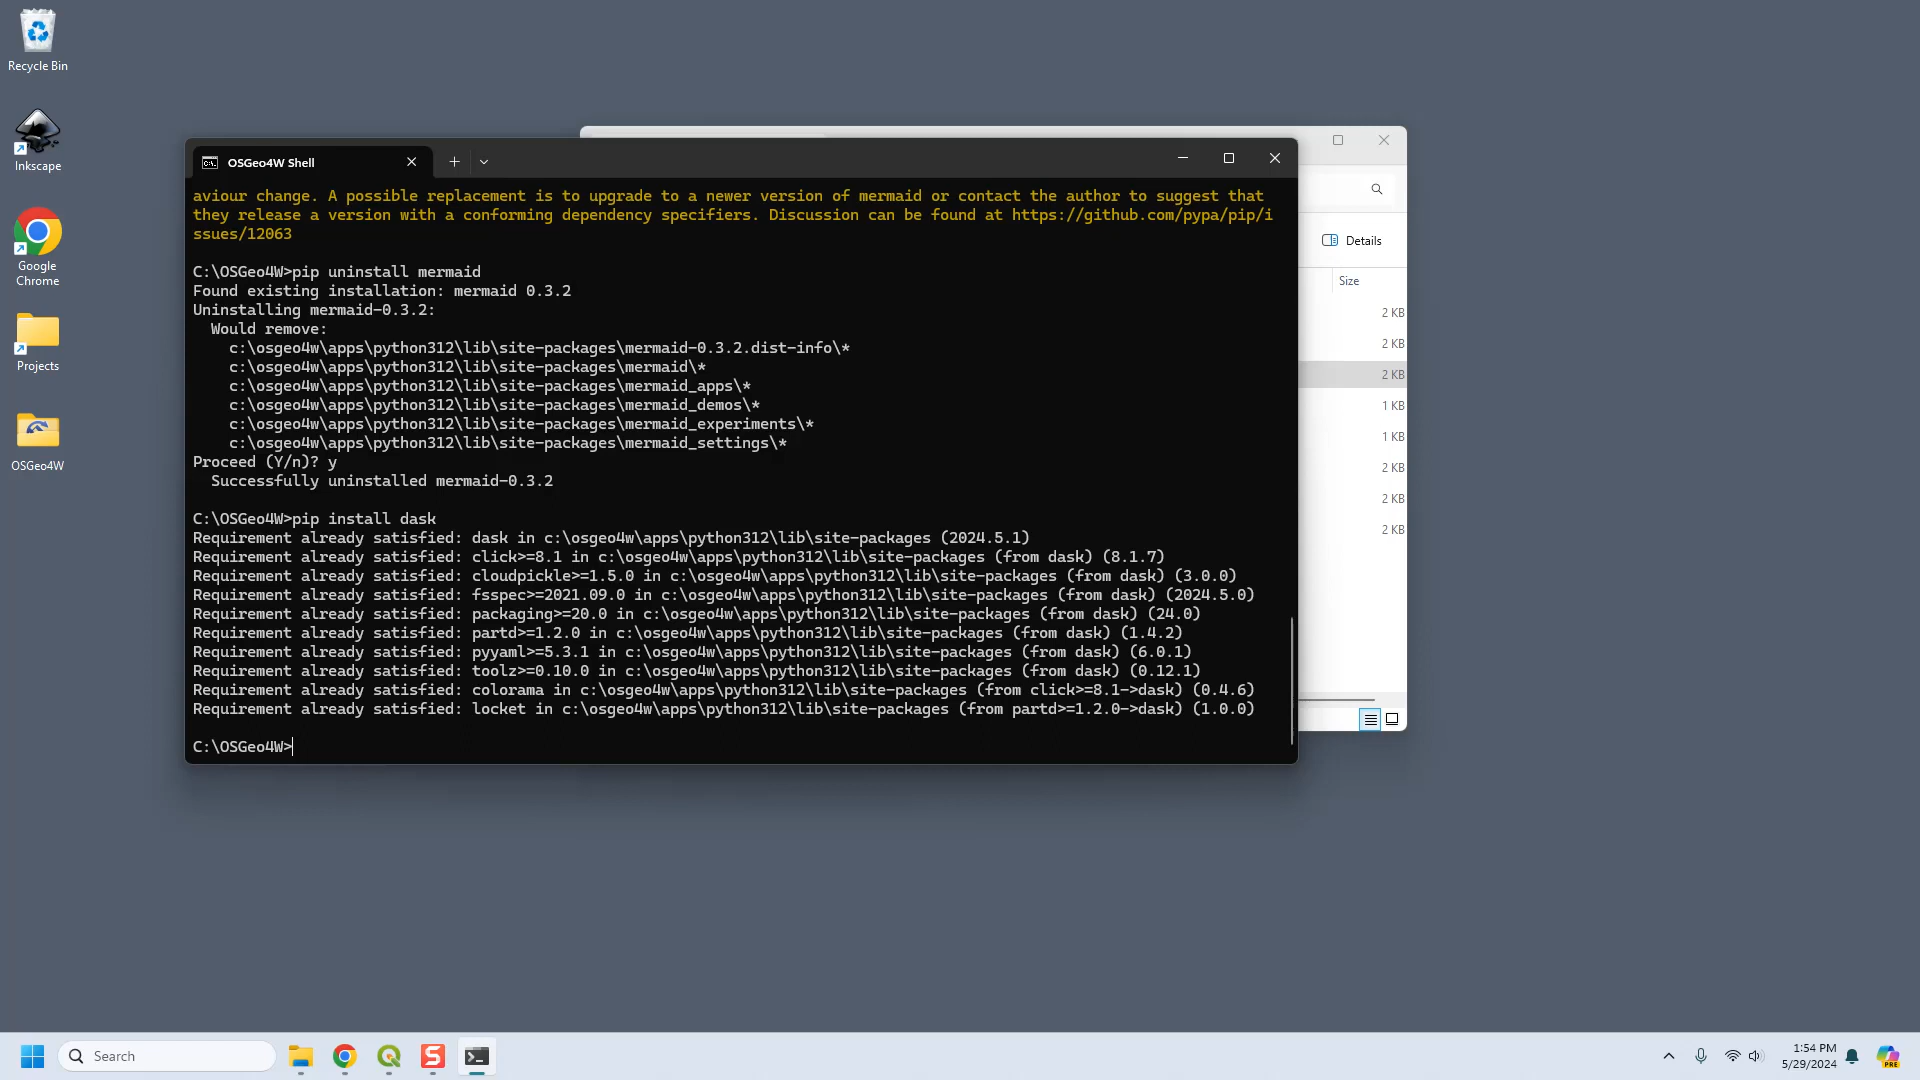 Recycle Bin
Inkscape
Google
Chrome
Projects
OSGeo4W
OSGeo4W Shell
aviour change. A possible replacement is to upgrade to a newer version of mermaid or contact the author to suggest that
they release a version with a conforming dependency specifiers. Discussion can be found at https://github.com/pypa/pip/i
ssues/12063
C:\OSGeo4W>pip uninstall mermaid
Found existing installation: mermaid 0.3.2
Uninstalling mermaid-0.3.2:
Would remove:
c:\osgeo4w\apps\python312\lib\site-packages\mermaid-0.3.2.dist-info\*
c:\osgeo4w\apps\python312\lib\site-packages\mermaid\*
c:\osgeo4w\apps\python312\lib\site-packages\mermaid_apps\*
c:\osgeo4w\apps\python312\lib\site-packages\mermaid_demos\*
c:\osgeo4w\apps\python312\lib\site-packages\mermaid_experiments\*
c:\osgeo4w\apps\python312\lib\site-packages\mermaid_settings\*
Proceed (Y/n)? y
Successfully uninstalled mermaid-0.3.2
C:\OSGeo4W>pip install dask
Requirement already satisfied: dask in c:\osgeo4w\apps\python312\lib\site-packages (2024.5.1)
Requirement already satisfied: click>=8.1 in c:\osgeo4w\apps\python312\lib\site-packages (from dask) (8.1.7)
Requirement already satisfied: cloudpickle>=1.5.0 in c:\osgeo4w\apps\python312\lib\site-packages (from dask) (3.0.0)
Requirement already satisfied: fsspec>=2021.09.0 in c:\osgeo4w\apps\python312\lib\site-packages (from dask) (2024.5.0)
Requirement already satisfied: packaging>=20.0 in c:\osgeo4w\apps\python312\lib\site-packages (from dask) (24.0)
Requirement already satisfied: partd>=1.2.0 in c:\osgeo4w\apps\python312\lib\site-packages (from dask) (1.4.2)
Requirement already satisfied: pyyaml>=5.3.1 in c:\osgeo4w\apps\python312\lib\site-packages (from dask) (6.0.1)
Requirement already satisfied: toolz>=0.10.0 in c:\osgeo4w\apps\python312\lib\site-packages (from dask) (0.12.1)
Requirement already satisfied: colorama in c:\osgeo4w\apps\python312\lib\site-packages (from click>=8.1->dask) (0.4.6)
Requirement already satisfied: locket in c:\osgeo4w\apps\python312\lib\site-packages (from partd>=1.2.0->dask) (1.0.0)
C:\OSGeo4W>
Details
Size
2 KB
2 KB
2 KB
1 KB
1 KB
2 KB
2 KB
2 KB
Search
1:54 PM
5/29/2024
PRE